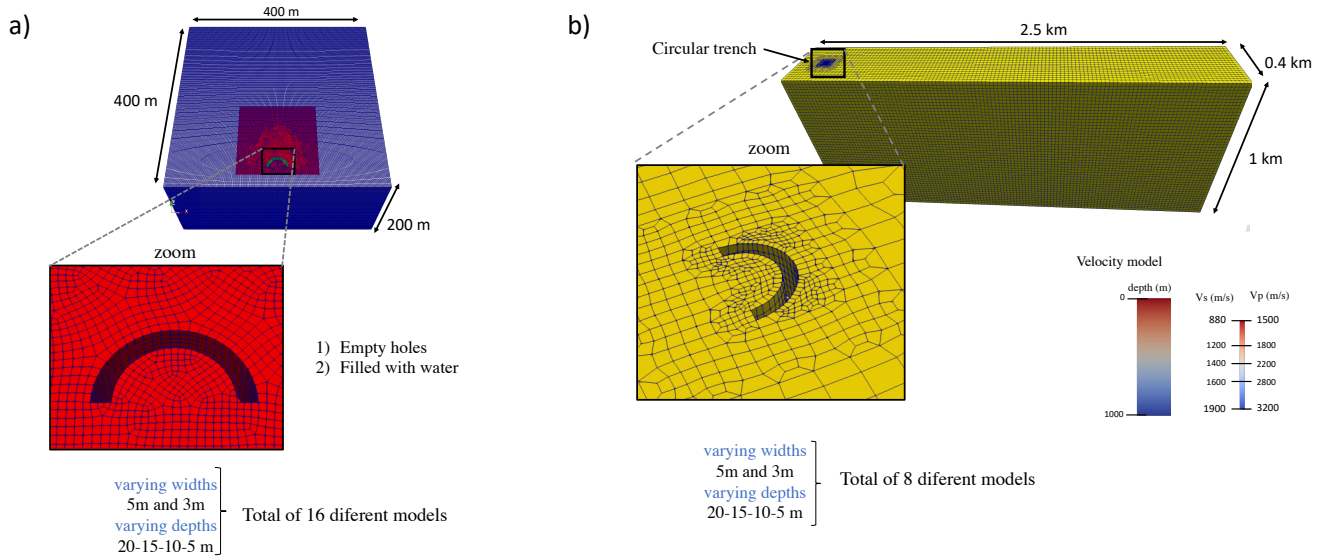 a)
400 m
400 m
200 m
zoom
1) Empty holes
2) Filled with water
varying widths
5m and 3m
varying depths
20-15-10-5 m
Total of 16 diferent models
b)
2.5 km
Circular trench
0.4 km
1 km
zoom
Velocity model
depth (m)
0
1000
Vs (m/s)
Vp (m/s)
880
1500
1200
1900
1400
2200
1600
2800
1900
3200
varying widths
5m and 3m
varying depths
20-15-10-5 m
Total of 8 diferent models